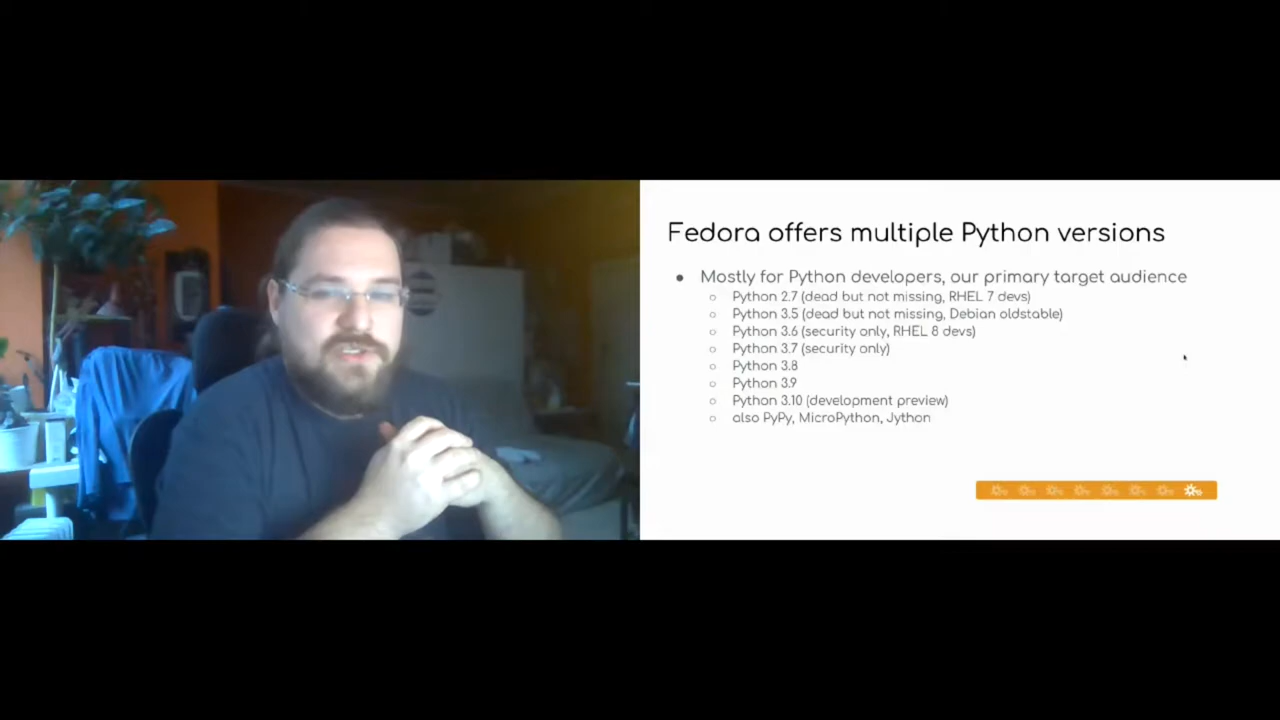 Fedora offers multiple Python versions
● Mostly for Python developers, our primary target audience
○ Python 2.7 (dead but not missing, RHEL 7 devs)
○ Python 3.5 (dead but not missing, Debian oldstable)
○ Python 3.6 (security only, RHEL 8 devs)
○ Python 3.7 (security only)
○ Python 3.8
○ Python 3.9
○ Python 3.10 (development preview)
○ also PyPy, MicroPython, Jython